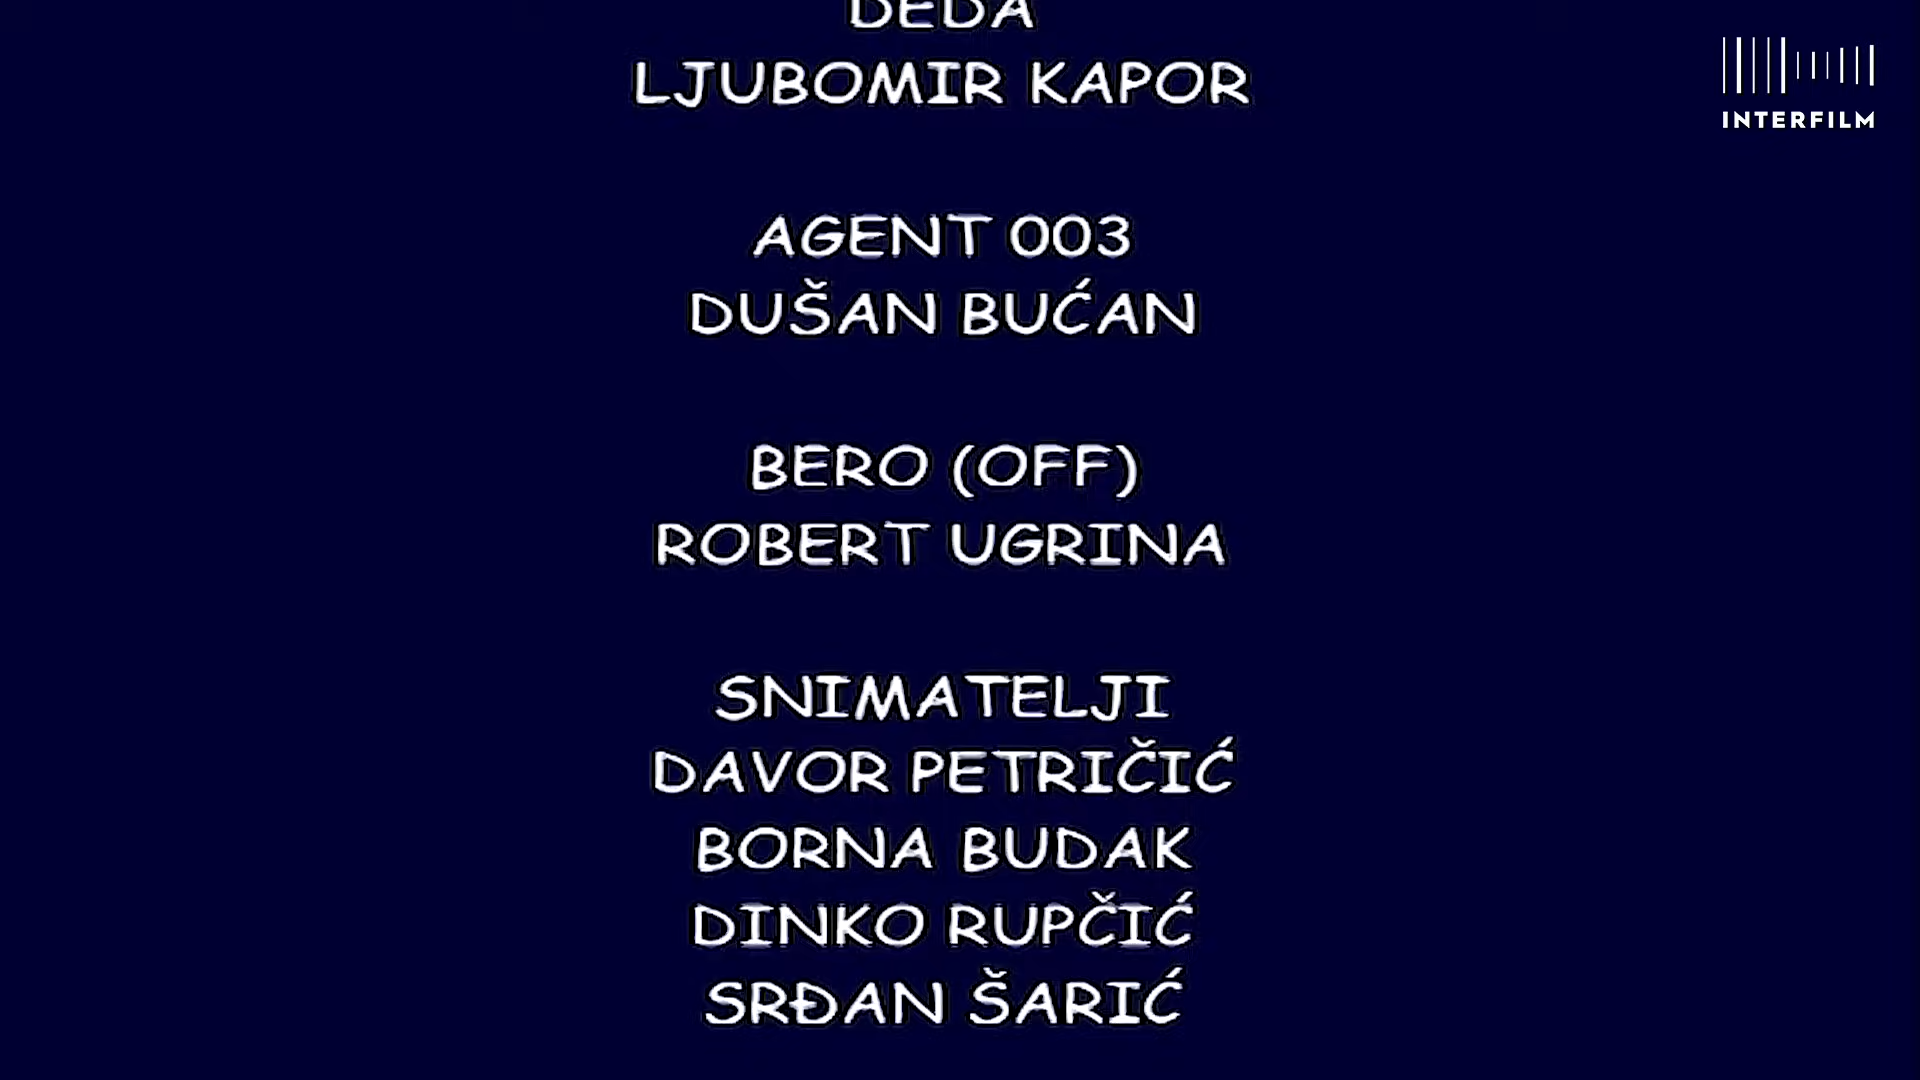 DEDA
LJUBOMIR KAPOR
INTERFILM
AGENT 003
DUŠAN BUĆAN
BERO (OFF)
ROBERT UGRINA
SNIMATELJI
DAVOR PETRIČIĆ
BORNA BUDAK
DINKO RUPČIĆ
SRĐAN ŠARIĆ